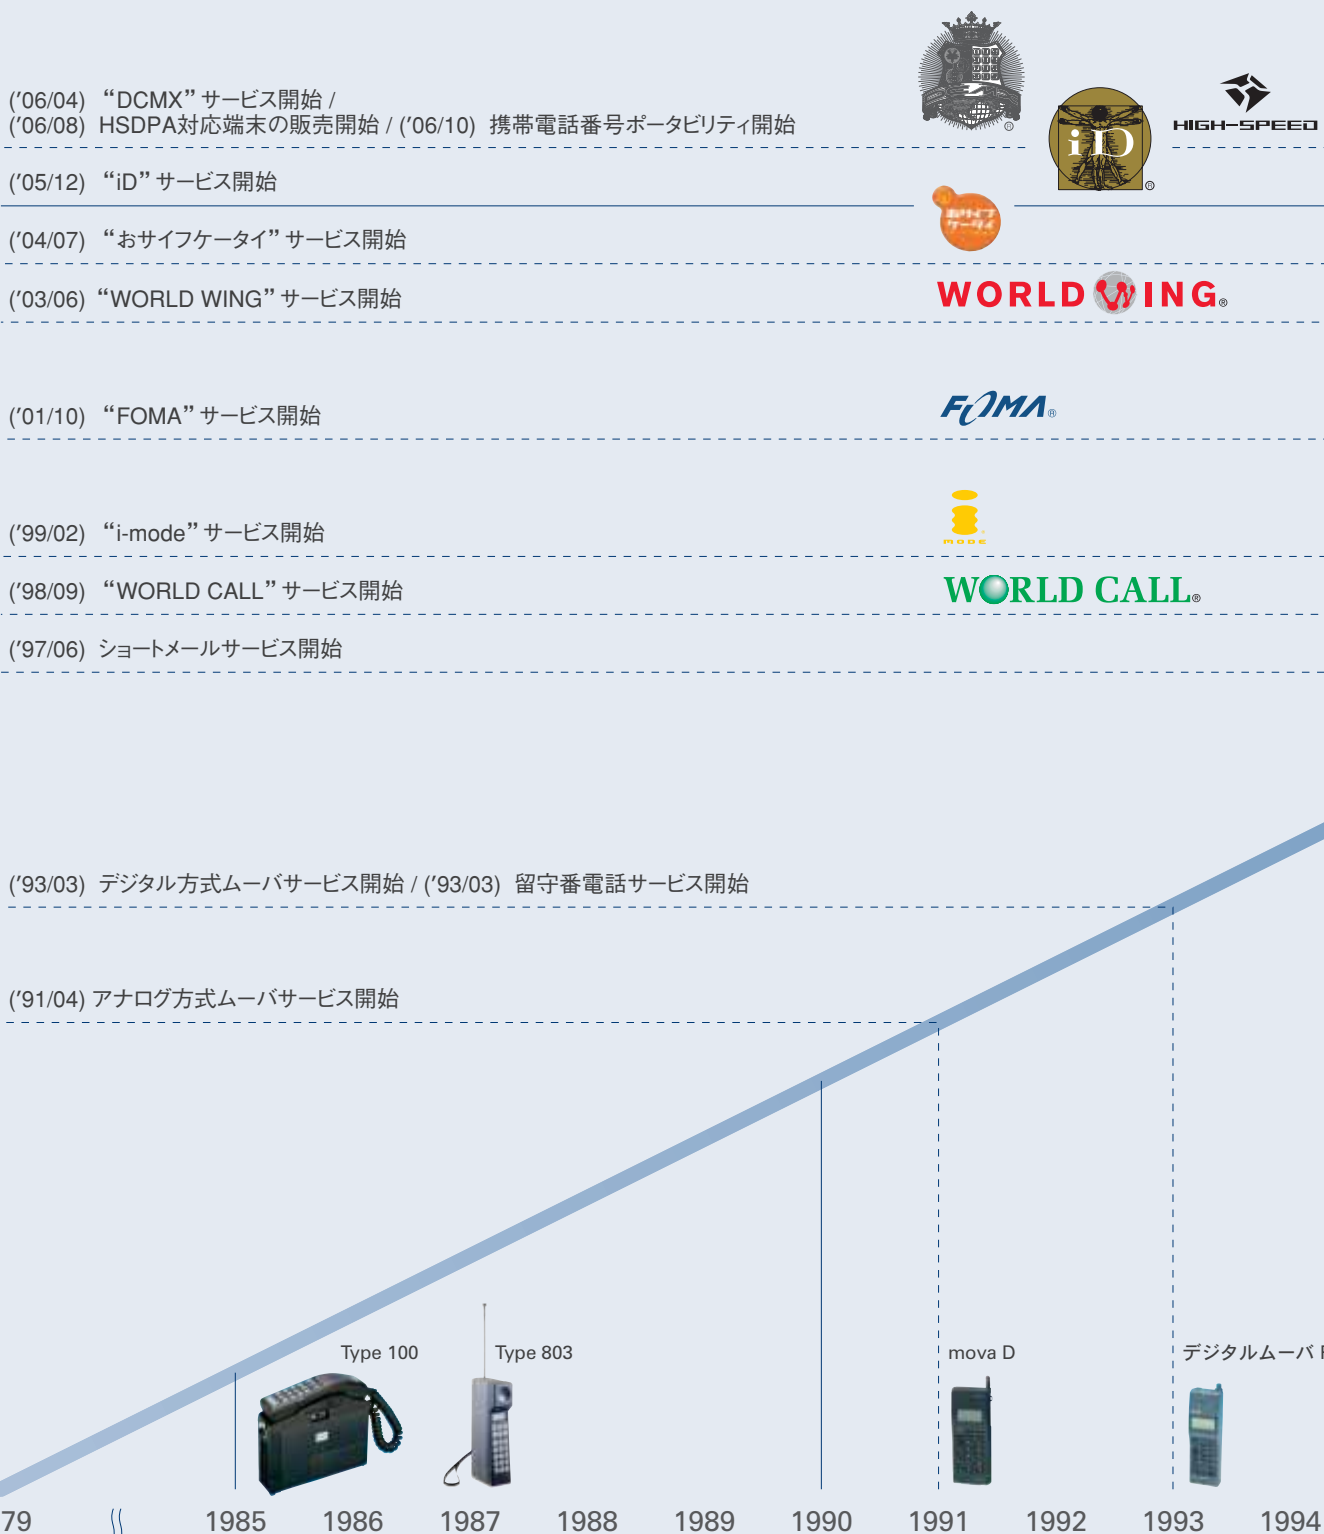 ('06/04) “DCMX” サービス開始 /
('06/08) HSDPA対応端末の販売開始 / ('06/10) 携帯電話番号ポータビリティ開始
HIGH-SPEED
iD
('05/12) “iD” サービス開始
('04/07) “おサイフケータイ” サービス開始
おサイフ
ケータイ
('03/06) “WORLD WING” サービス開始
WORLD WING®
('01/10) “FOMA” サービス開始
FOMA®
('99/02) “i-mode” サービス開始
MODE
('98/09) “WORLD CALL” サービス開始
WORLD CALL®
('97/06) ショートメールサービス開始
('93/03) デジタル方式ムーバサービス開始 / ('93/03) 留守番電話サービス開始
('91/04) アナログ方式ムーバサービス開始
Type 100
Type 803
mova D
デジタルムーバ
79 1985 1986 1987 1988 1989 1990 1991 1992 1993 1994